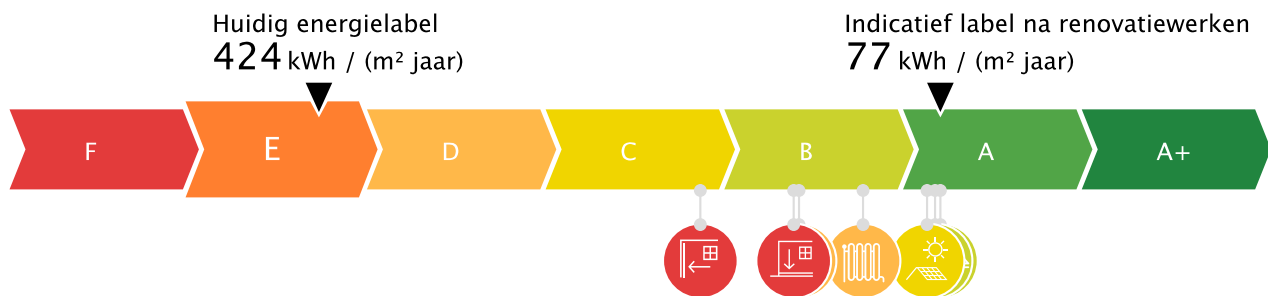 Huidig energielabel
424 kWh / (m² jaar)
Indicatief label na renovatiewerken
77 kWh / (m² jaar)
F E D C B A A+